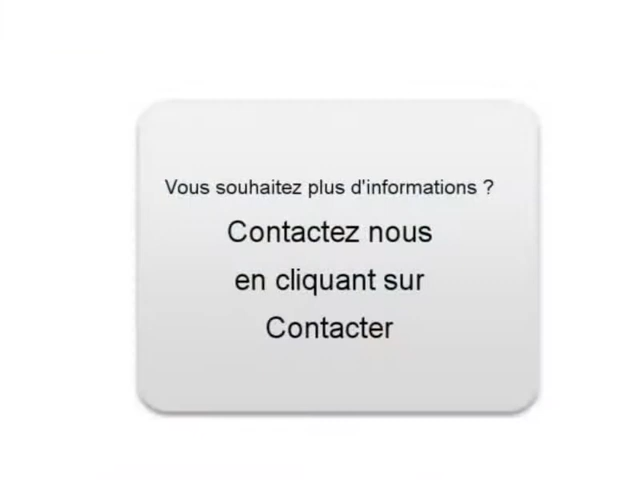 Vous souhaitez plus d'informations ?
Contactez nous
en cliquant sur
Contacter